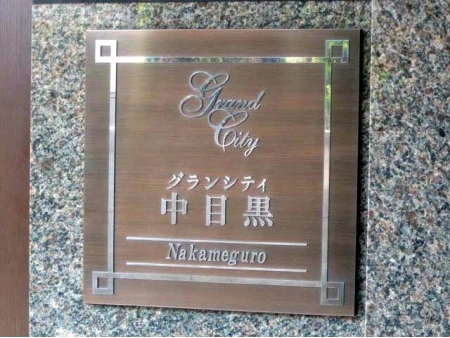 Grand
City
グランシティ
中目黒
Nakameguro